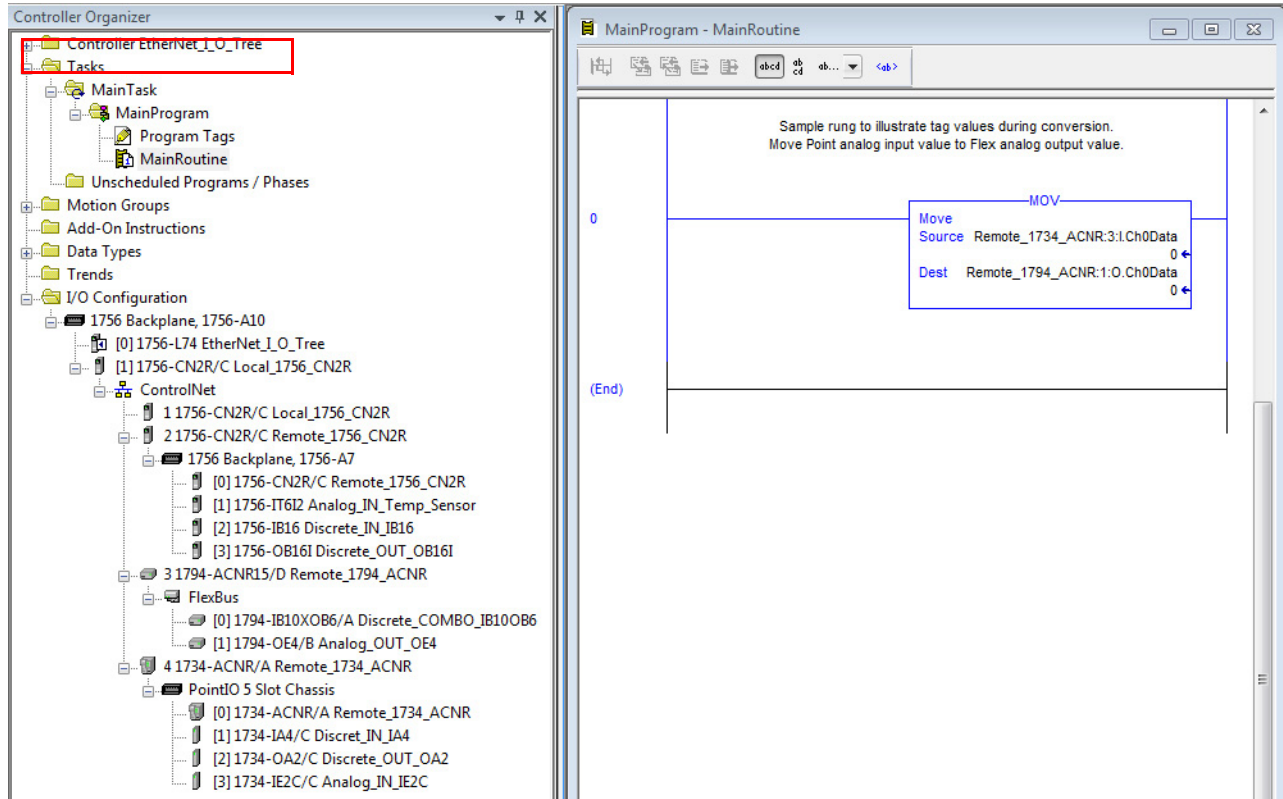 Controller Organizer
Controller EtherNet_I_O_Tree
Tasks
MainTask
MainProgram
Program Tags
MainRoutine
Unscheduled Programs / Phases
Motion Groups
Add-On Instructions
Data Types
Trends
I/O Configuration
1756 Backplane, 1756-A10
[0] 1756-L74 EtherNet_I_O_Tree
[1] 1756-CN2R/C Local_1756_CN2R
ControlNet
1 1756-CN2R/C Local_1756_CN2R
2 1756-CN2R/C Remote_1756_CN2R
1756 Backplane, 1756-A7
[0] 1756-CN2R/C Remote_1756_CN2R
[1] 1756-IT6I2 Analog_IN_Temp_Sensor
[2] 1756-IB16 Discrete_IN_IB16
[3] 1756-OB16I Discrete_OUT_OB16I
3 1794-ACNR15/D Remote_1794_ACNR
FlexBus
[0] 1794-IB10XOB6/A Discrete_COMBO_IB10OB6
[1] 1794-OE4/B Analog_OUT_OE4
4 1734-ACNR/A Remote_1734_ACNR
PointIO 5 Slot Chassis
[0] 1734-ACNR/A Remote_1734_ACNR
[1] 1734-IA4/C Discret_IN_IA4
[2] 1734-OA2/C Discrete_OUT_OA2
[3] 1734-IE2C/C Analog_IN_IE2C
MainProgram - MainRoutine
abcd ab cd ab... <ab>
Sample rung to illustrate tag values during conversion.
Move Point analog input value to Flex analog output value.
0
MOV
Move
Source Remote_1734_ACNR:3:I.Ch0Data
0
Dest Remote_1794_ACNR:1:O.Ch0Data
0
(End)